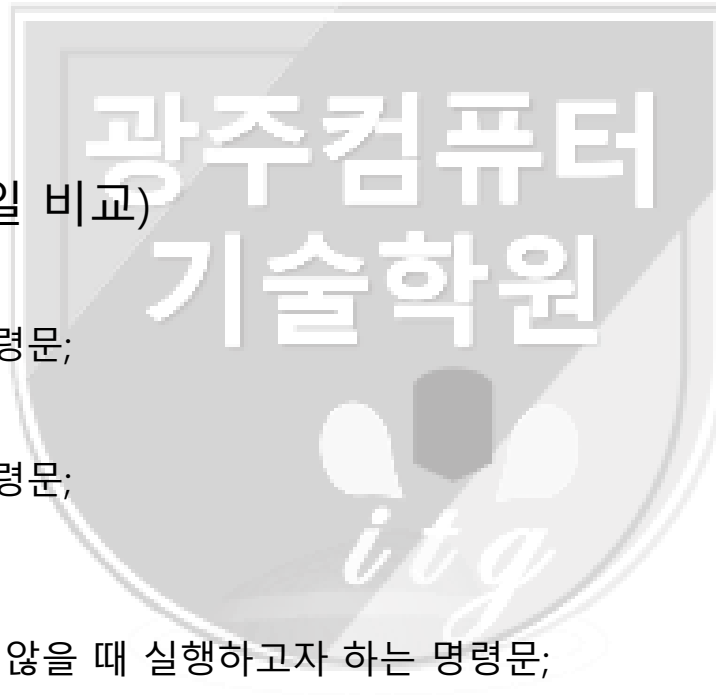 광주컴퓨터
일 비교)
기술학원
령문;
령문;
itg
않을 때 실행하고자 하는 명령문;